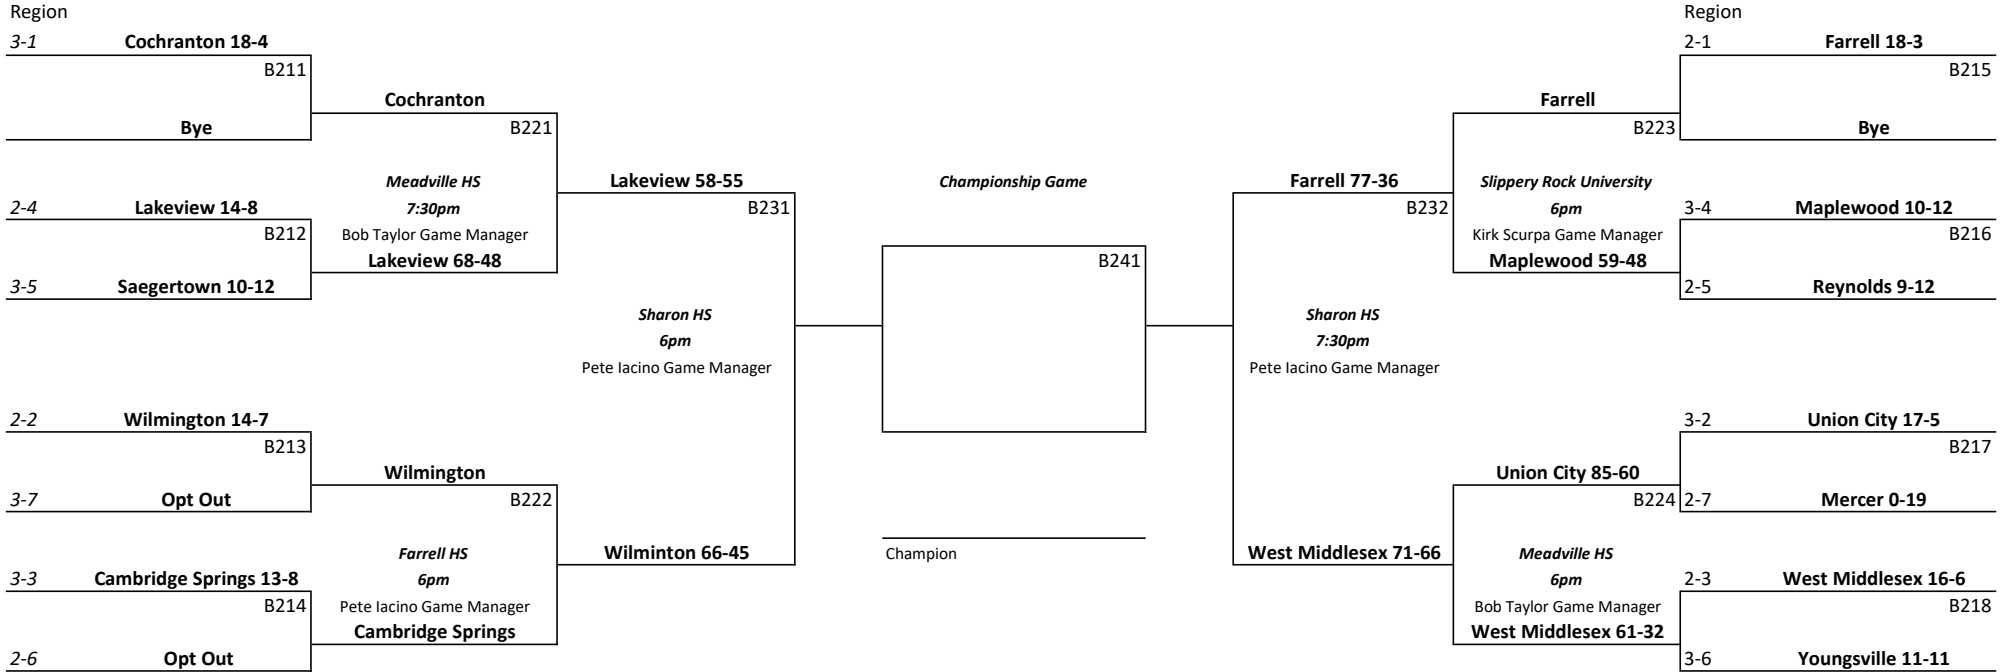 Region
3-1 Cochranton 18-4
B211
Cochranton
Bye
B221
Meadville HS
7:30pm
Bob Taylor Game Manager
2-4 Lakeview 14-8
B212
Lakeview 68-48
3-5 Saegertown 10-12
Lakeview 58-55
B231
Sharon HS
6pm
Pete Iacino Game Manager
2-2 Wilmington 14-7
B213
Wilmington
3-7 Opt Out
B222
Farrell HS
6pm
Pete Iacino Game Manager
3-3 Cambridge Springs 13-8
B214
Cambridge Springs
2-6 Opt Out
Wilminton 66-45
Championship Game
B241
Champion
Region
2-1 Farrell 18-3
B215
Farrell
Bye
B223
Slippery Rock University
6pm
Kirk Scurpa Game Manager
3-4 Maplewood 10-12
B216
Maplewood 59-48
2-5 Reynolds 9-12
Farrell 77-36
B232
Sharon HS
7:30pm
Pete Iacino Game Manager
3-2 Union City 17-5
B217
Union City 85-60
2-7 Mercer 0-19
B224
Meadville HS
6pm
Bob Taylor Game Manager
2-3 West Middlesex 16-6
B218
West Middlesex 61-32
3-6 Youngsville 11-11
West Middlesex 71-66